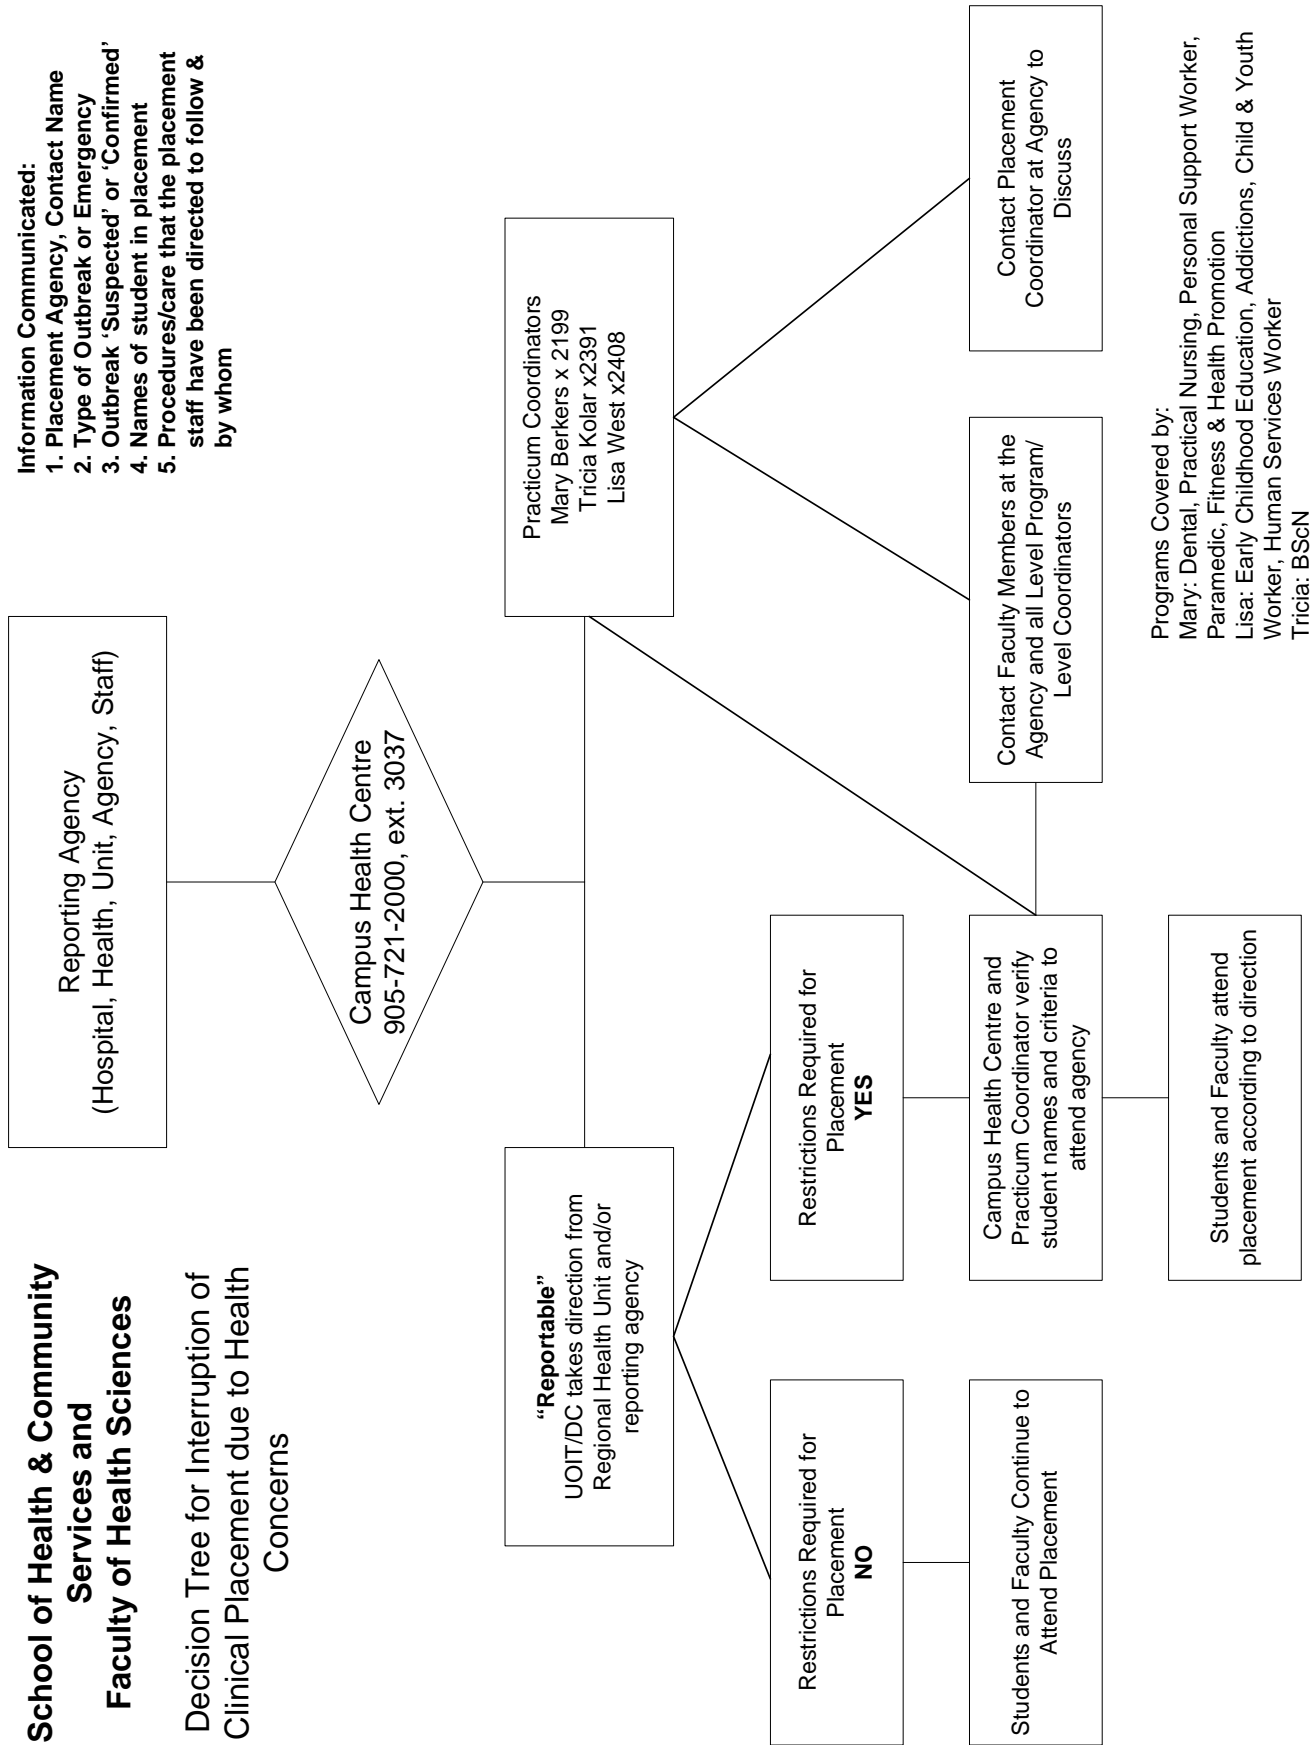 School of Health & Community
Services and
Faculty of Health Sciences
Decision Tree for Interruption of
Clinical Placement due to Health
Concerns
Reporting Agency
(Hospital, Health, Unit, Agency, Staff)
Information Communicated:
1. Placement Agency, Contact Name
2. Type of Outbreak or Emergency
3. Outbreak ‘Suspected’ or ‘Confirmed’
4. Names of student in placement
5. Procedures/care that the placement
staff have been directed to follow &
by whom
Campus Health Centre
905-721-2000, ext. 3037
“Reportable”
UOIT/DC takes direction from
Regional Health Unit and/or
reporting agency
Practicum Coordinators
Mary Berkers x 2199
Tricia Kolar x2391
Lisa West x2408
Restrictions Required for
Placement
NO
Restrictions Required for
Placement
YES
Students and Faculty Continue to
Attend Placement
Campus Health Centre and
Practicum Coordinator verify
student names and criteria to
attend agency
Contact Faculty Members at the
Agency and all Level Program/
Level Coordinators
Contact Placement
Coordinator at Agency to
Discuss
Students and Faculty attend
placement according to direction
Programs Covered by:
Mary: Dental, Practical Nursing, Personal Support Worker,
Paramedic, Fitness & Health Promotion
Lisa: Early Childhood Education, Addictions, Child & Youth
Worker, Human Services Worker
Tricia: BScN